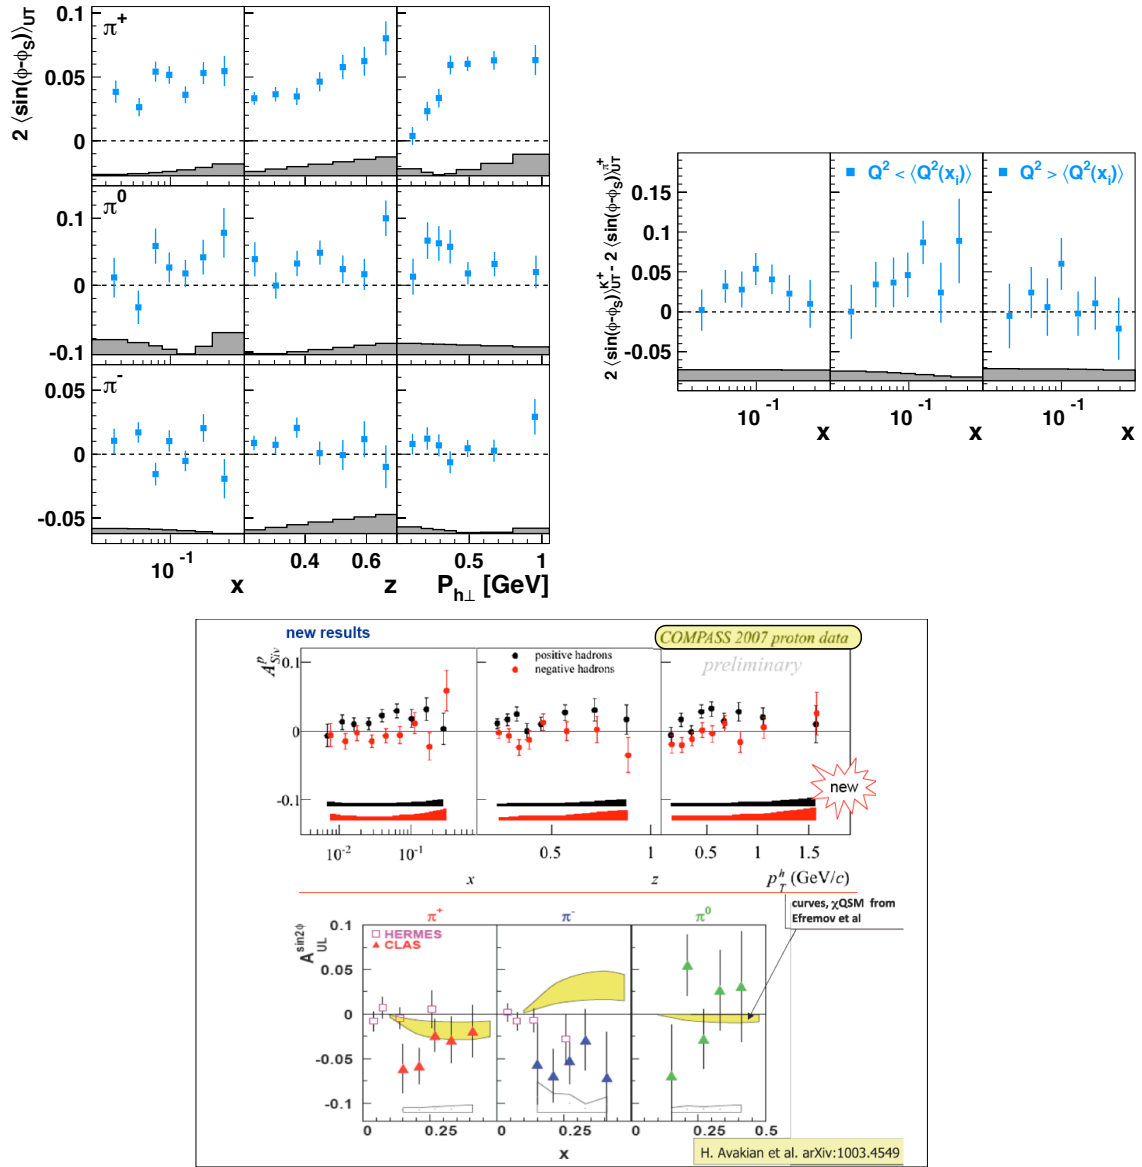 2 ⟨sin(ϕ-ϕS)⟩UT
0.1
0.05
0
π+
0.1
0
-0.1
π0
0.05
0
-0.05
π-
10 -1
x
0.4
0.6
z
0.5
1
Ph⊥ [GeV]
2 ⟨sin(ϕ-ϕS)⟩UT K+ - 2 ⟨sin(ϕ-ϕS)⟩UT π+
0.15
0.1
0.05
0
-0.05
Q2 < ⟨Q2(xi)⟩
Q2 > ⟨Q2(xi)⟩
10 -1
10 -1
10 -1
x
x
x
new results
COMPASS 2007 proton data
preliminary
A p Siv
0.1
0
-0.1
positive hadrons
negative hadrons
new
10-2
10-1
0.5
1
0.5
1
1.5
x
z
p h T (GeV/c)
curves, χQSM from
Efremov et al
π+
π-
π0
A sin2ϕ UL
0.1
0.05
0
-0.05
-0.1
HERMES
CLAS
0
0.25
0
0.25
0
0.25
0.5
x
H. Avakian et al. arXiv:1003.4549